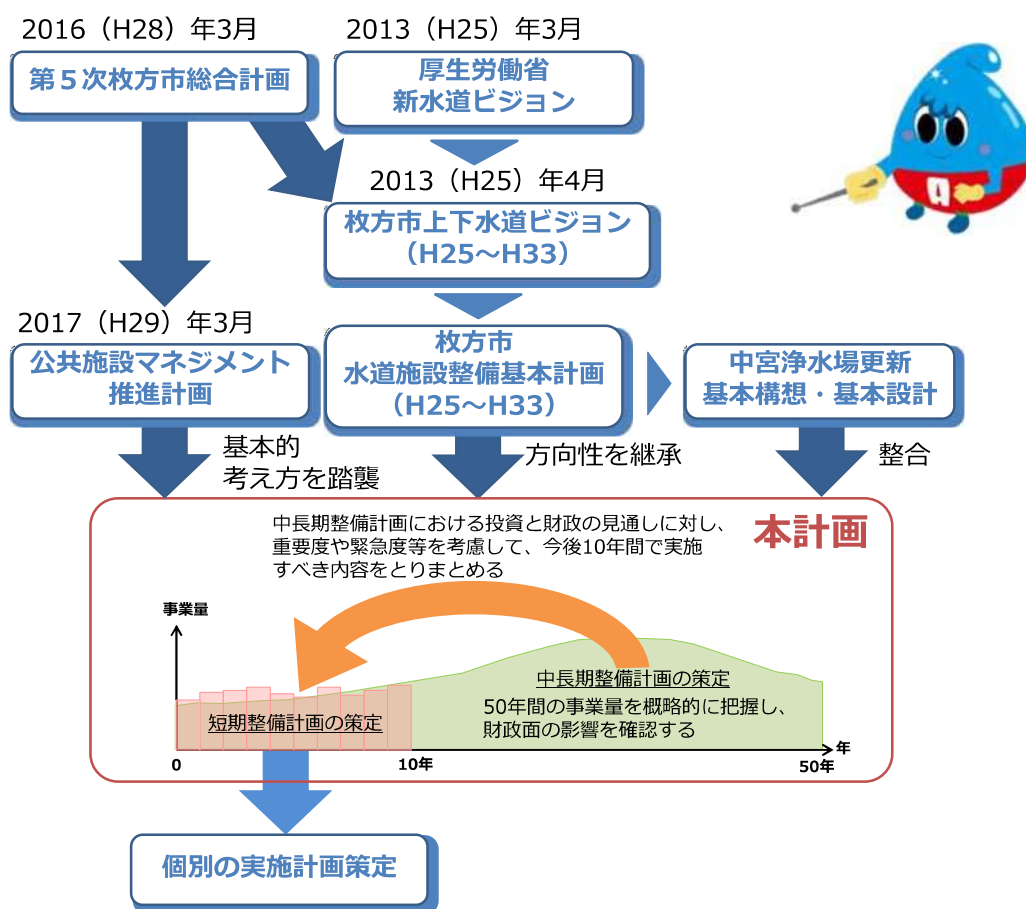 2016（H28）年3月
第５次枚方市総合計画
2013（H25）年3月
厚生労働省
新水道ビジョン
2013（H25）年4月
枚方市上下水道ビジョン
（H25～H33）
2017（H29）年3月
公共施設マネジメント
推進計画
枚方市
水道施設整備基本計画
（H25～H33）
中宮浄水場更新
基本構想・基本設計
基本的
考え方を踏襲
方向性を継承
整合
本計画
中長期整備計画における投資と財政の見通しに対し、
重要度や緊急度等を考慮して、今後10年間で実施
すべき内容をとりまとめる
事業量
中長期整備計画の策定
50年間の事業量を概略的に把握し、
財政面の影響を確認する
短期整備計画の策定
年
0
10年
50年
個別の実施計画策定
A